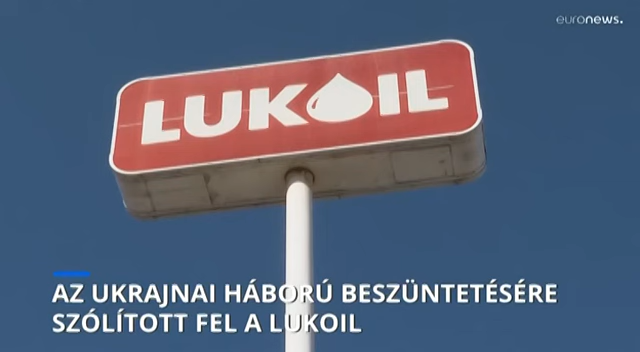 euronews.
LUKOIL
AZ UKRAJNAI HÁBORÚ BESZÜNTETÉSÉRE
SZÓLÍTOTT FEL A LUKOIL